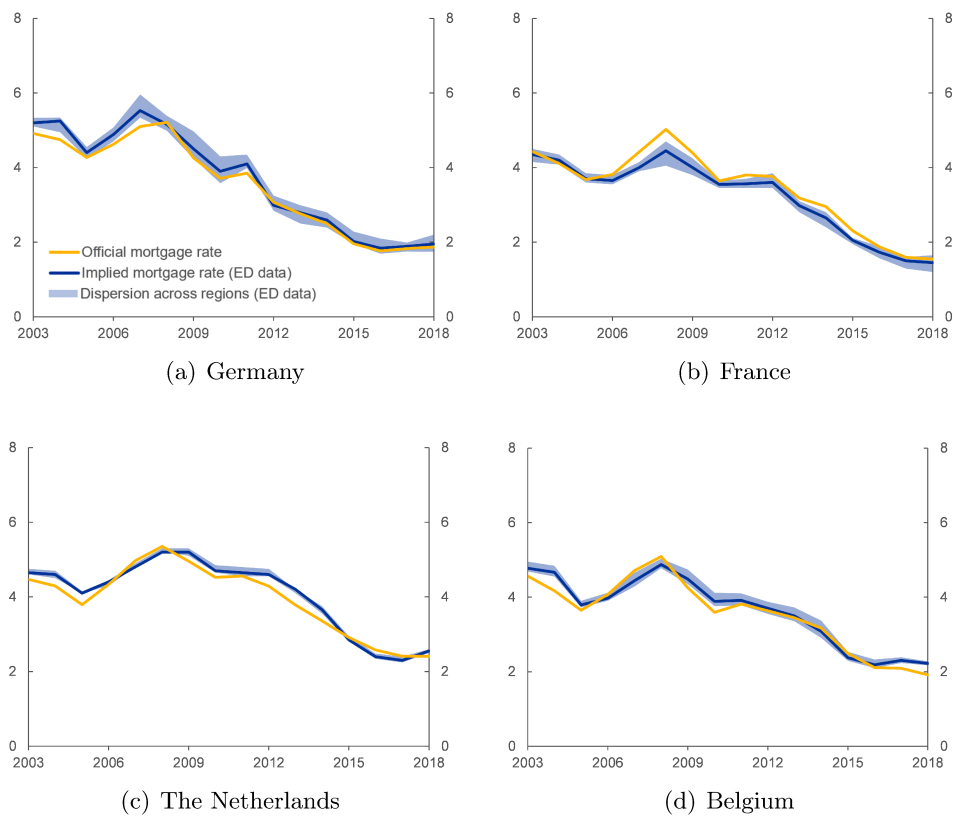 8 8 8 8
6 6 6 6
4 4 4 4
2 2 2 2
Official mortgage rate
Implied mortgage rate (ED data)
Dispersion across regions (ED data)
0 0 0 0
2003 2006 2009 2012 2015 2018 2003 2006 2009 2012 2015 2018
(a) Germany (b) France
8 8 8 8
6 6 6 6
4 4 4 4
2 2 2 2
0 0 0 0
2003 2006 2009 2012 2015 2018 2003 2006 2009 2012 2015 2018
(c) The Netherlands (d) Belgium